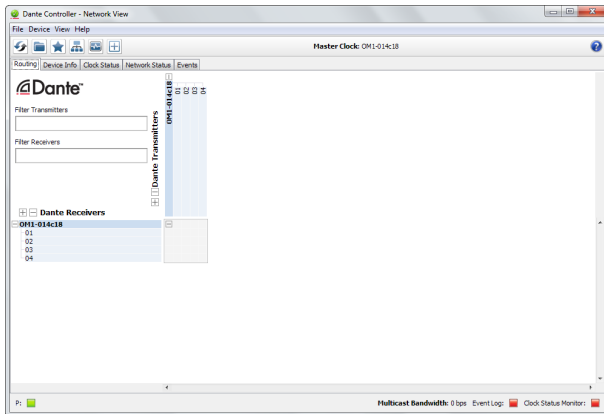 Dante Controller - Network View
File Device View Help
Master Clock: OM1-014c18
Routing Device Info Clock Status Network Status Events
Dante™
Filter Transmitters
Filter Receivers
Dante Transmitters
OM1-014c18
01
02
03
04
Dante Receivers
OM1-014c18
01
02
03
04
P:
Multicast Bandwidth: 0 bps Event Log: Clock Status Monitor: